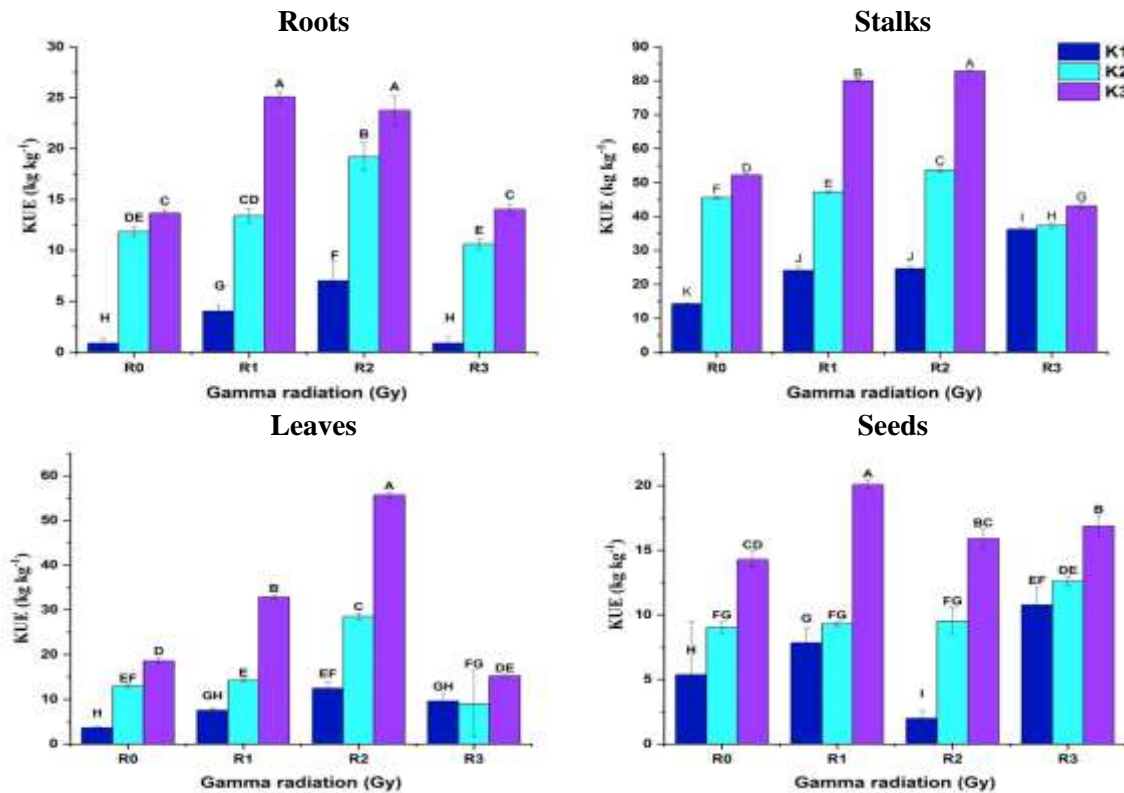 Roots
KUE (kg kg⁻¹)
30
25
20
15
10
5
0
H
DE
C
G
CD
A
F
B
A
H
E
C
R0 R1 R2 R3
Gamma radiation (Gy)
Stalks
KUE (kg kg⁻¹)
90
80
70
60
50
40
30
20
10
0
K
F
D
J
E
B
J
C
A
I
H
G
R0 R1 R2 R3
Gamma radiation (Gy)
K1
K2
K3
Leaves
KUE (kg kg⁻¹)
60
50
40
30
20
10
0
H
EF
D
GH
E
B
EF
C
A
GH
FG
DE
R0 R1 R2 R3
Gamma radiation (Gy)
Seeds
KUE (kg kg⁻¹)
20
15
10
5
0
H
FG
CD
G
FG
A
I
FG
BC
EF
DE
B
R0 R1 R2 R3
Gamma radiation (Gy)